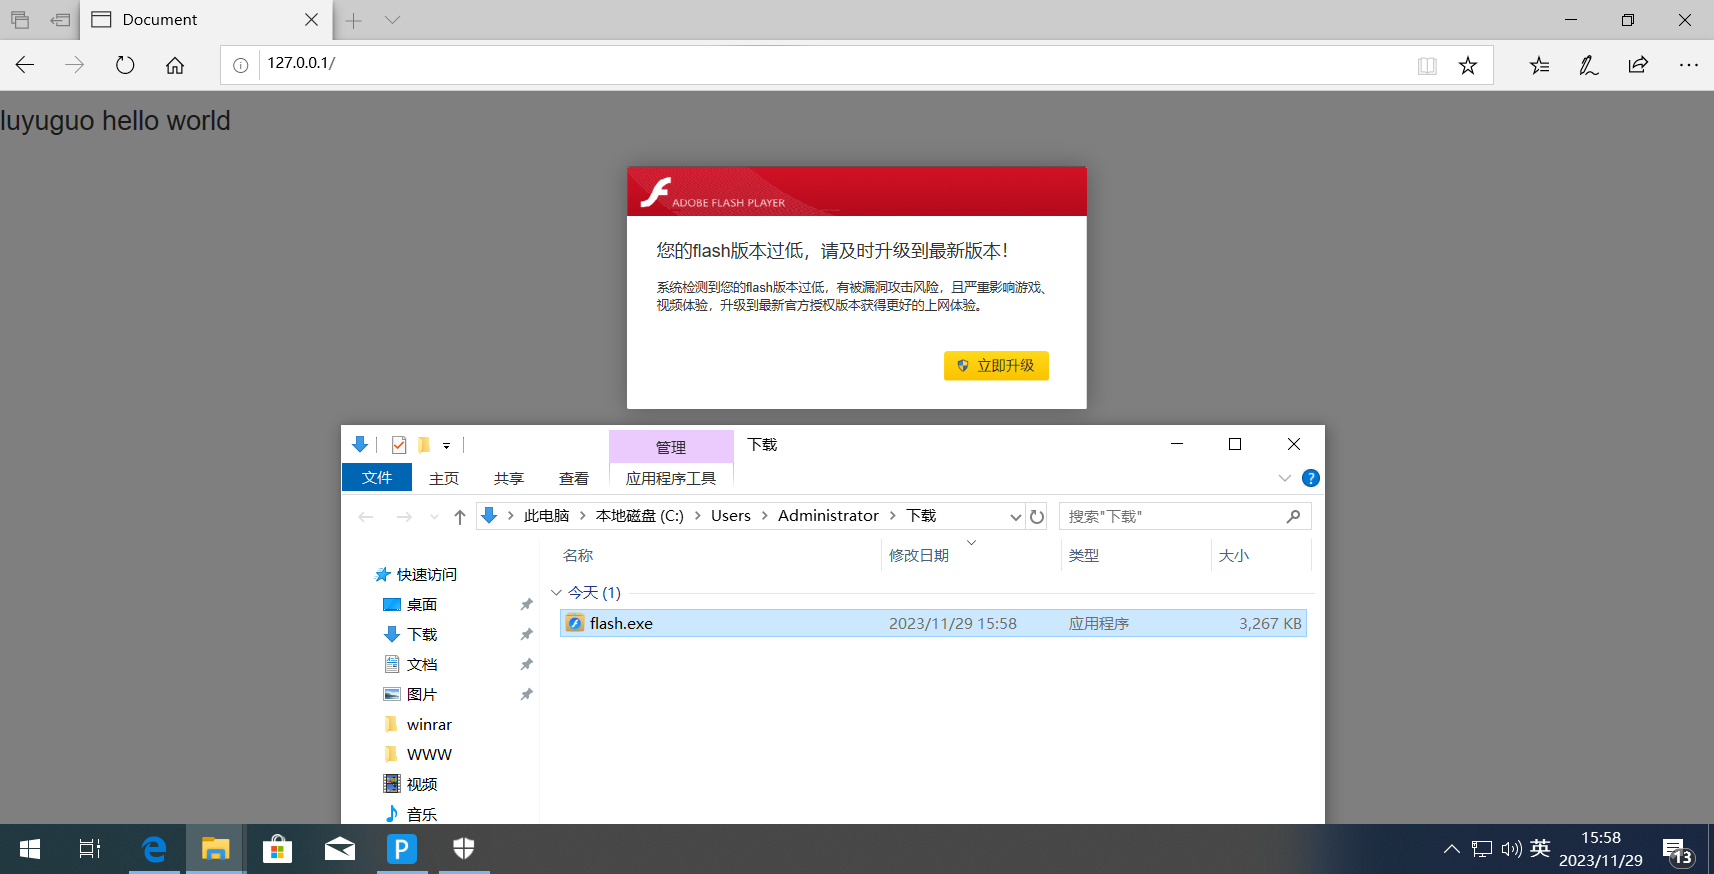 Document
127.0.0.1/
luyuguo hello world
ADOBE FLASH PLAYER
您的flash版本过低，请及时升级到最新版本！
系统检测到您的flash版本过低，有被漏洞攻击风险，且严重影响游戏、
视频体验，升级到最新官方授权版本获得更好的上网体验。
立即升级
管理 下载
文件 主页 共享 查看 应用程序工具
此电脑 本地磁盘 (C:) Users Administrator 下载 搜索"下载"
名称 修改日期 类型 大小
快速访问
今天 (1)
桌面
flash.exe 2023/11/29 15:58 应用程序 3,267 KB
下载
文档
图片
winrar
WWW
视频
音乐
英 15:58
2023/11/29 13